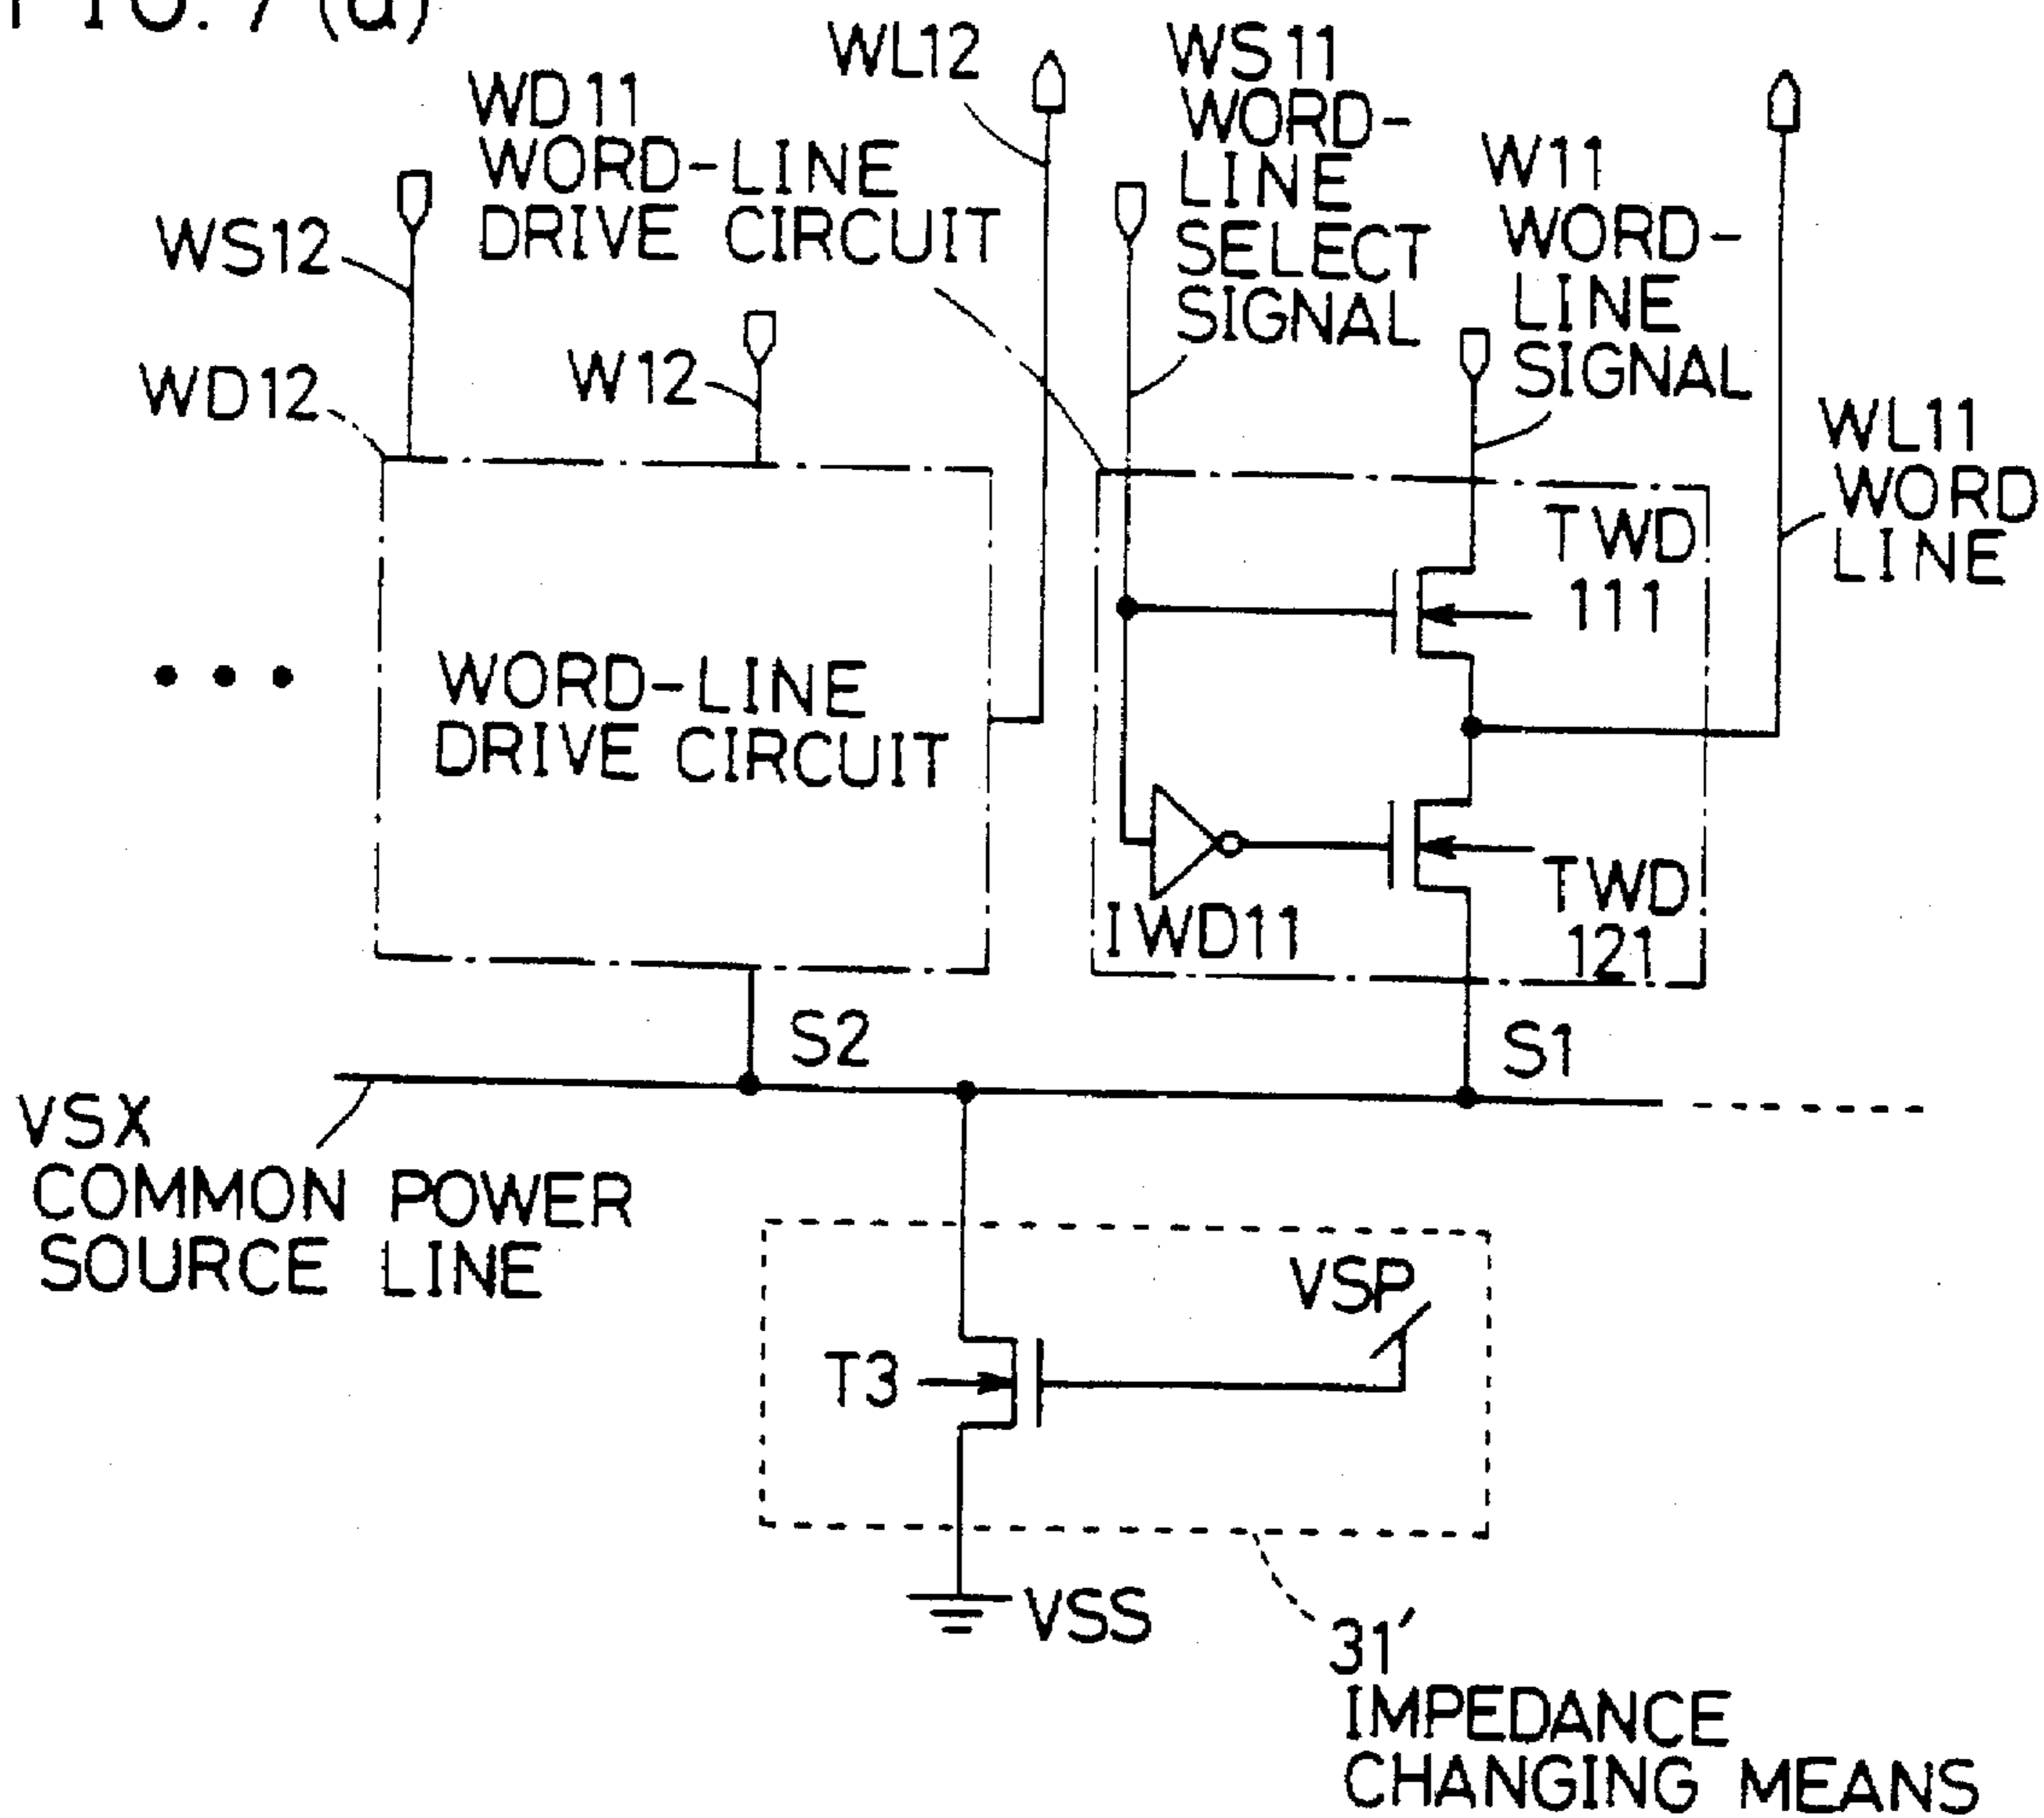 FIG. 7 (a)
WL12
WS11
WORD-
LINE
SELECT
SIGNAL
WD11
WORD-LINE
DRIVE CIRCUIT
W11
WORD-
LINE
SIGNAL
WS12
WD12
W12
WL11
WORD
LINE
TWD
111
WORD-LINE
DRIVE CIRCUIT
IWD11
TWD
121
S2
S1
VSX
COMMON POWER
SOURCE LINE
VSP
T3
VSS
31′
IMPEDANCE
CHANGING MEANS